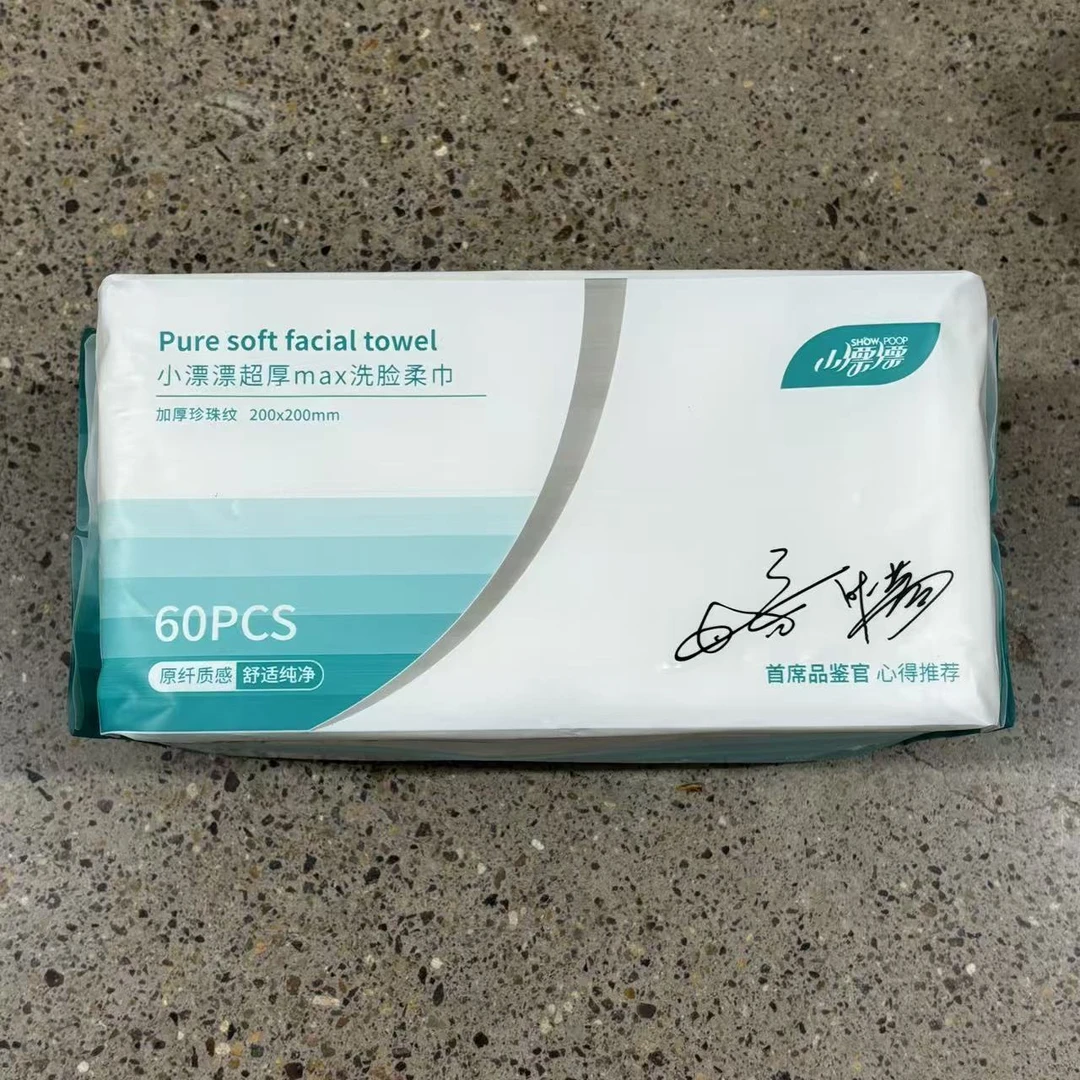 Pure soft facial towel
小漂漂超厚max洗脸柔巾
加厚珍珠纹 200x200mm
SHOW POOP
小漂漂
60PCS
原纤质感 舒适纯净
首席品鉴官 心得推荐